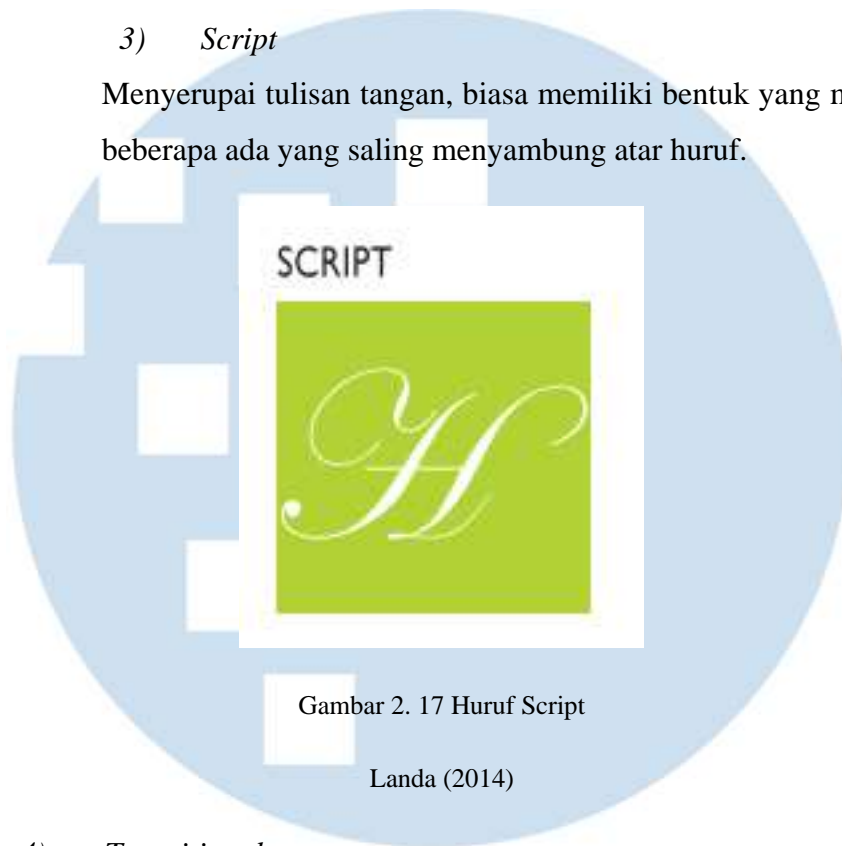 3) Script
Menyerupai tulisan tangan, biasa memiliki bentuk yang
beberapa ada yang saling menyambung atar huruf.
SCRIPT
H
Gambar 2. 17 Huruf Script
Landa (2014)